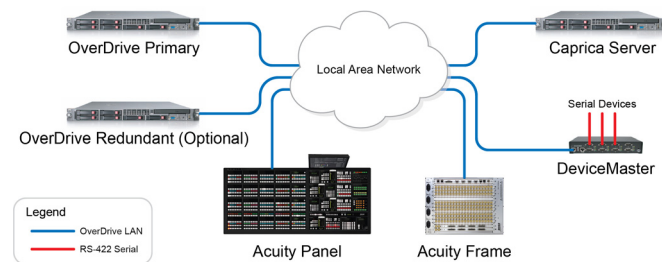 OverDrive Primary
Local Area Network
Caprica Server
Serial Devices
OverDrive Redundant (Optional)
DeviceMaster
Legend
OverDrive LAN
RS-422 Serial
Acuity Panel
Acuity Frame